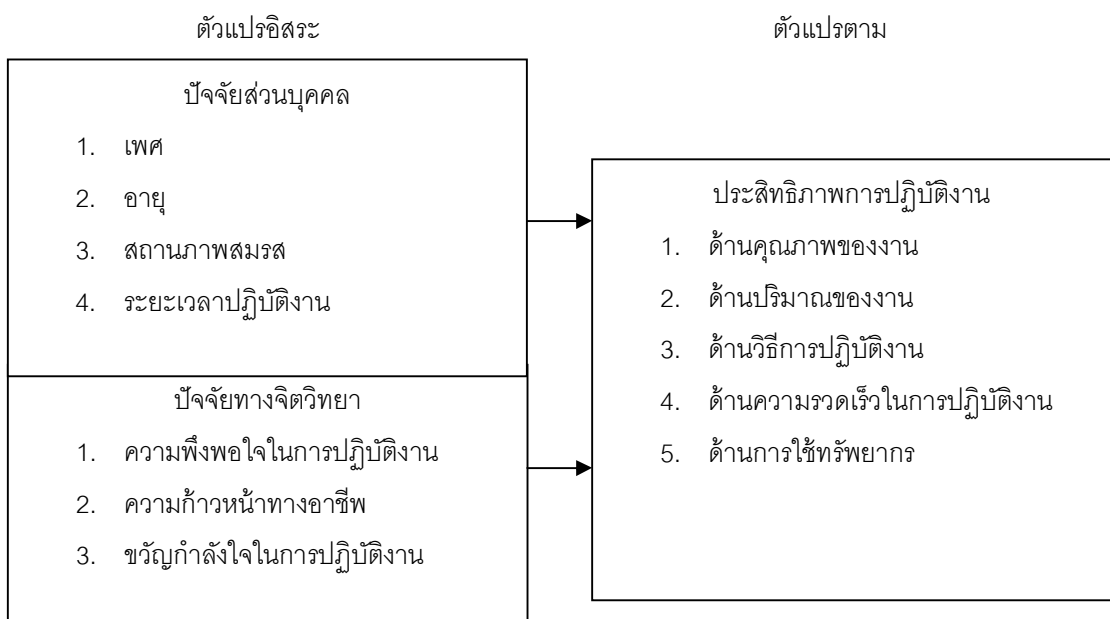 ตัวแปรอิสระ
ตัวแปรตาม
ปัจจัยส่วนบุคคล
1. เพศ
2. อายุ
3. สถานภาพสมรส
4. ระยะเวลาปฏิบัติงาน
ปัจจัยทางจิตวิทยา
1. ความพึงพอใจในการปฏิบัติงาน
2. ความก้าวหน้าทางอาชีพ
3. ขวัญกำลังใจในการปฏิบัติงาน
ประสิทธิภาพการปฏิบัติงาน
1. ด้านคุณภาพของงาน
2. ด้านปริมาณของงาน
3. ด้านวิธีการปฏิบัติงาน
4. ด้านความรวดเร็วในการปฏิบัติงาน
5. ด้านการใช้ทรัพยากร